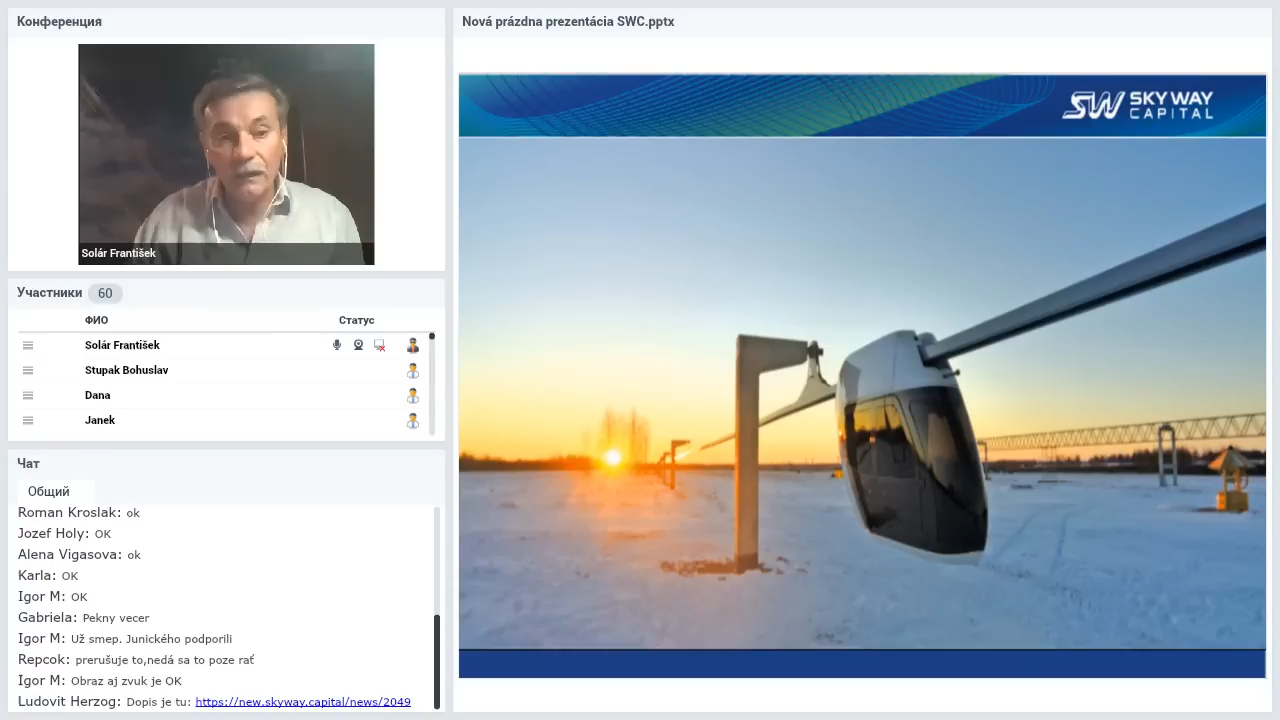 Конференция
Solár František
Участники 60
ФИО Статус
Solár František
Stupak Bohuslav
Dana
Janek
Чат
Общий
Roman Kroslak: ok
Jozef Holy: OK
Alena Vigasova: ok
Karla: OK
Igor M: OK
Gabriela: Pekny vecer
Igor M: Už smep. Junického podporili
Repcok: prerušuje to,nedá sa to poze rať
Igor M: Obraz aj zvuk je OK
Ludovit Herzog: Dopis je tu: https://new.skyway.capital/news/2049
Nová prázdna prezentácia SWC.pptx
SW SKY WAY
CAPITAL